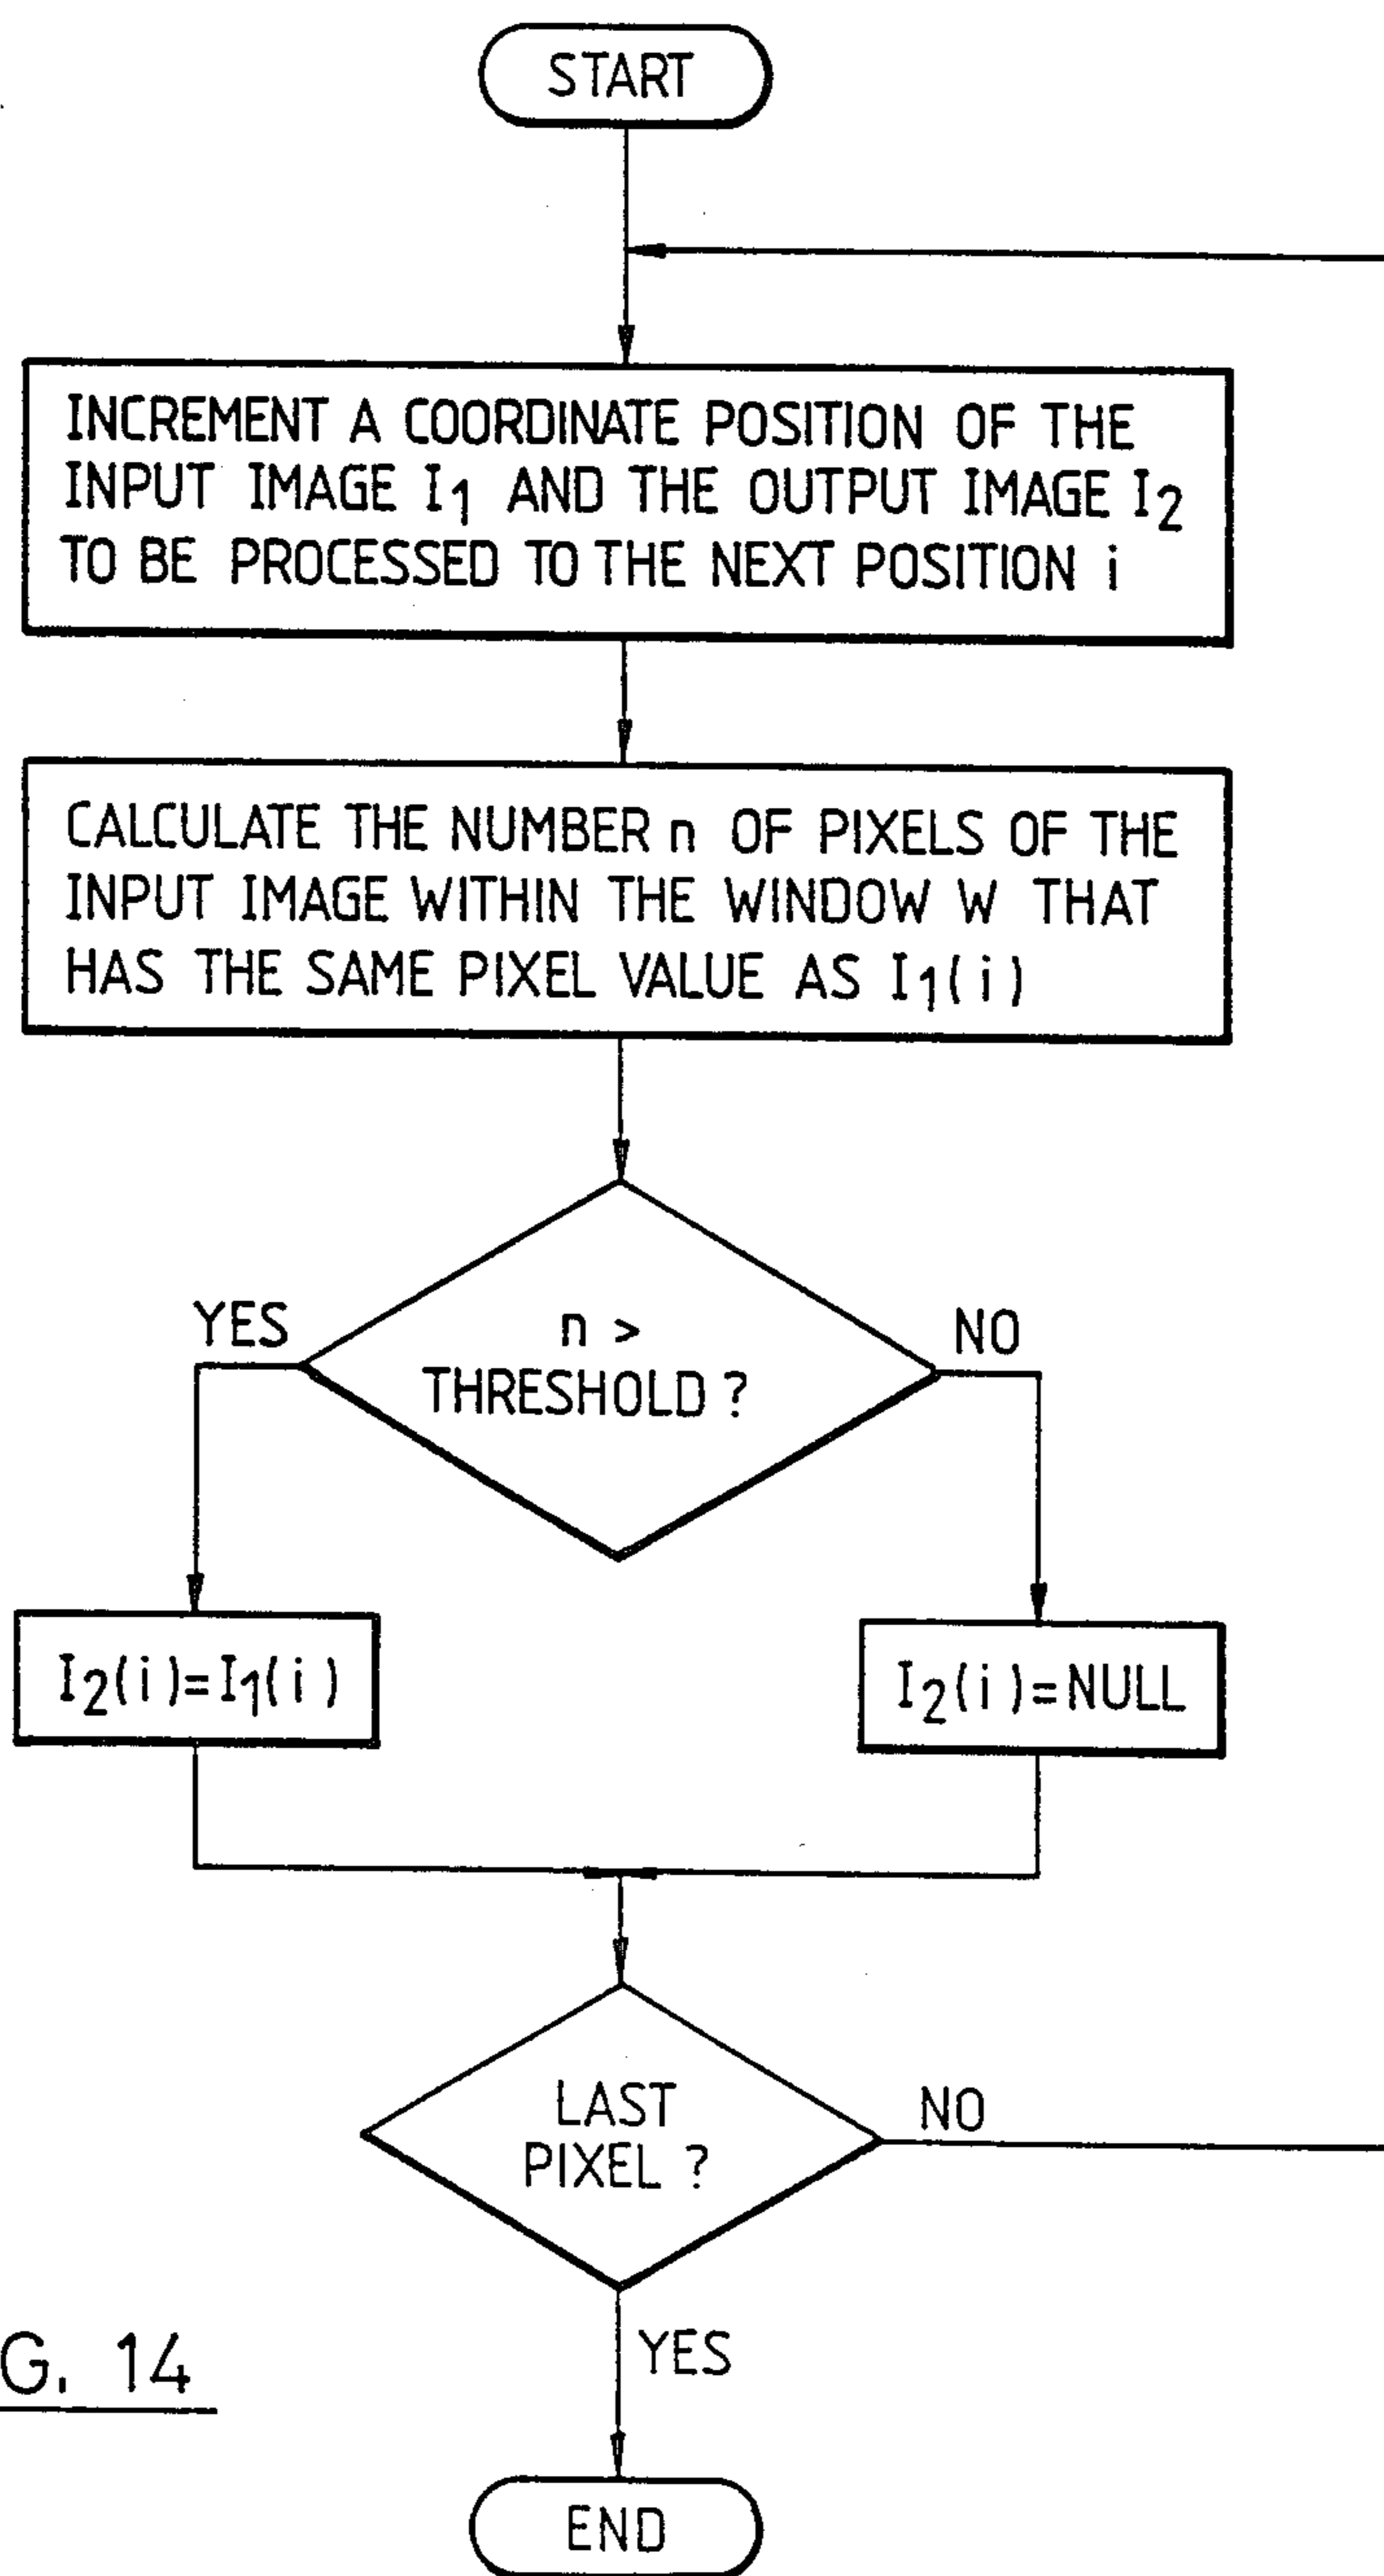 START
INCREMENT A COORDINATE POSITION OF THE
INPUT IMAGE I₁ AND THE OUTPUT IMAGE I₂
TO BE PROCESSED TO THE NEXT POSITION i
CALCULATE THE NUMBER n OF PIXELS OF THE
INPUT IMAGE WITHIN THE WINDOW W THAT
HAS THE SAME PIXEL VALUE AS I₁(i)
YES
n >
THRESHOLD ?
NO
I₂(i)=I₁(i)
I₂(i)=NULL
LAST
PIXEL ?
NO
YES
G. 14
END